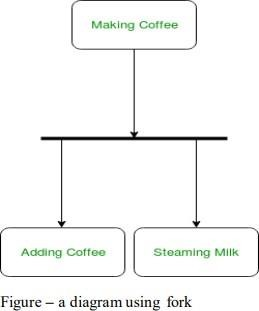 Making Coffee
Adding Coffee
Steaming Milk
Figure – a diagram using fork